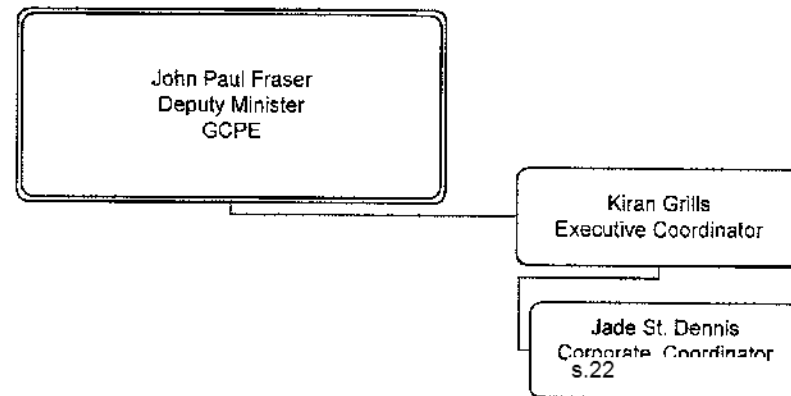 John Paul Fraser
Deputy Minister
GCPE
Kiran Grills
Executive Coordinator
Jade St. Dennis
Corporate Coordinator
s.22